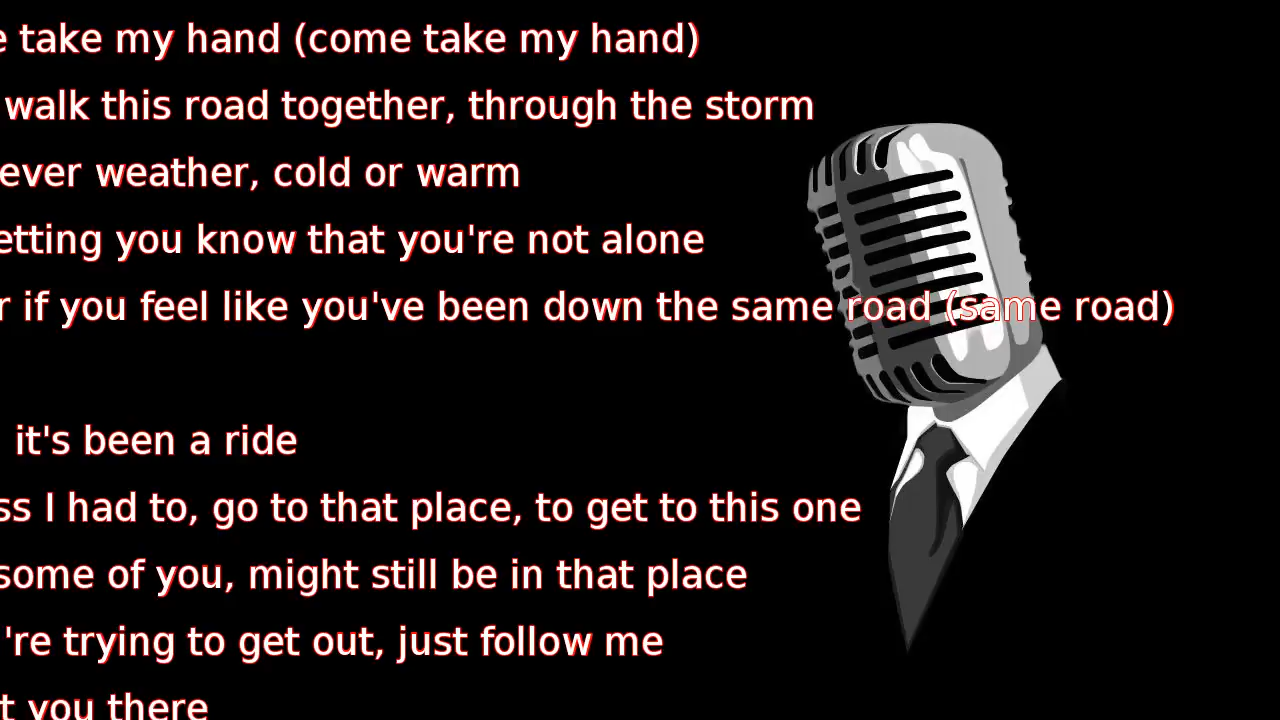 take my hand (come take my hand)
walk this road together, through the storm
ever weather, cold or warm
etting you know that you're not alone
r if you feel like you've been down the same road (same road)
it's been a ride
ss I had to, go to that place, to get to this one
some of you, might still be in that place
're trying to get out, just follow me
t you there